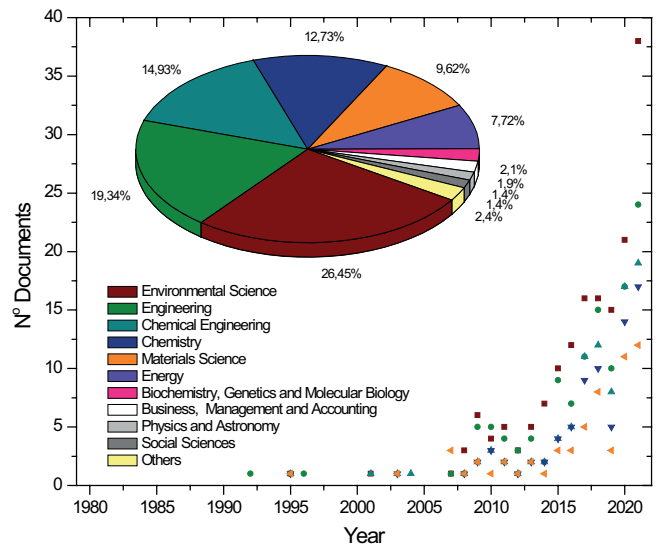 40
35
30
25
20
15
10
5
0
Nº Documents
12,73%
14,93%
9,62%
7,72%
19,34%
2,1%
1,9%
1,4%
1,4%
2,4%
26,45%
Environmental Science
Engineering
Chemical Engineering
Chemistry
Materials Science
Energy
Biochemistry, Genetics and Molecular Biology
Business, Management and Accounting
Physics and Astronomy
Social Sciences
Others
1980 1985 1990 1995 2000 2005 2010 2015 2020
Year